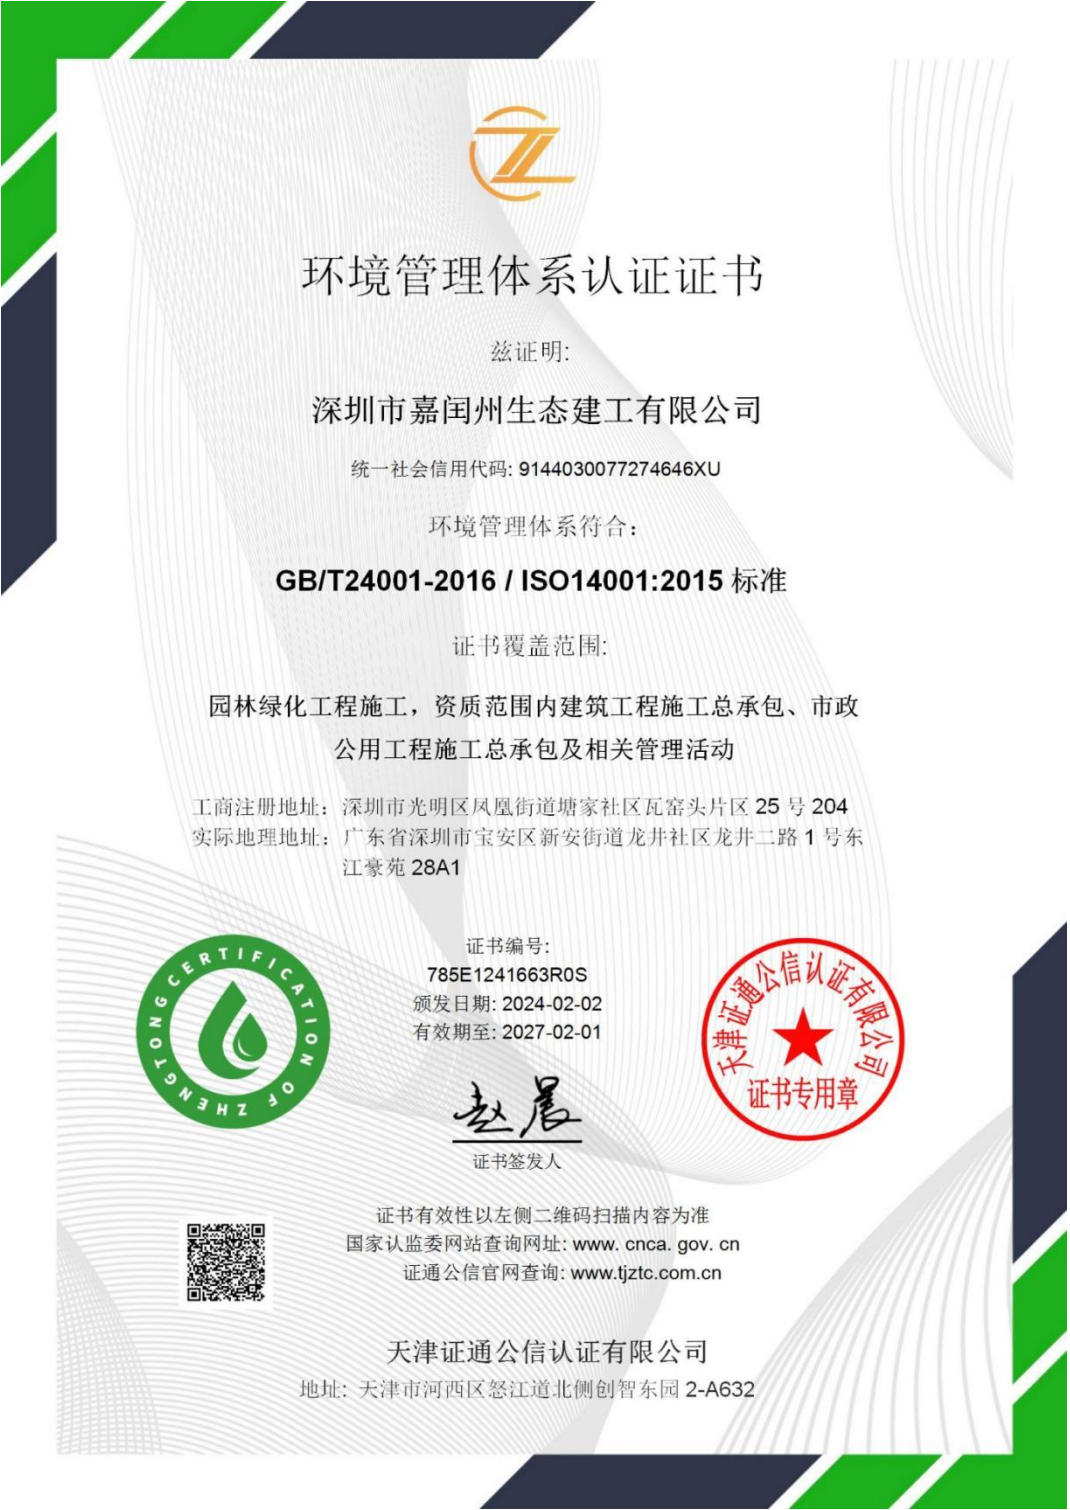 环境管理体系认证证书
兹证明:
深圳市嘉闰州生态建工有限公司
统一社会信用代码: 9144030077274646XU
环境管理体系符合：
GB/T24001-2016 / ISO14001:2015 标准
证书覆盖范围:
园林绿化工程施工，资质范围内建筑工程施工总承包、市政
公用工程施工总承包及相关管理活动
工商注册地址：深圳市光明区凤凰街道塘家社区瓦窑头片区 25 号 204
实际地理地址：广东省深圳市宝安区新安街道龙井社区龙井二路 1 号东
江豪苑 28A1
ZHENGTONGCERTIFICATION OF
证书编号:
785E1241663R0S
颁发日期: 2024-02-02
有效期至: 2027-02-01
天津证通公信认证有限公司
证书专用章
赵晨
证书签发人
证书有效性以左侧二维码扫描内容为准
国家认监委网站查询网址: www. cnca. gov. cn
证通公信官网查询: www.tjztc.com.cn
天津证通公信认证有限公司
地址: 天津市河西区怒江道北侧创智东园 2-A632